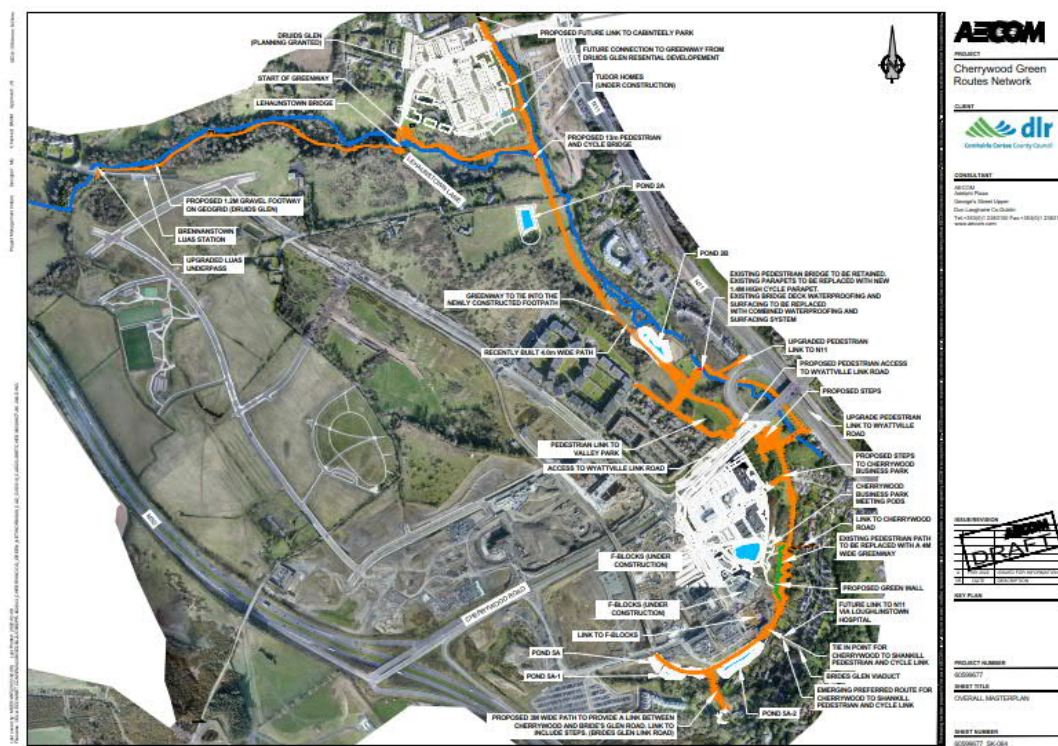 DRUIDS GLEN
(PLANNING GRANTED)
START OF GREENWAY
LEHAUNSTOWN BRIDGE
PROPOSED FUTURE LINK TO CABINTEELY PARK
FUTURE CONNECTION TO GREENWAY FROM
DRUIDS GLEN RESENTIAL DEVELOPEMENT
TUDOR HOMES
(UNDER CONSTRUCTION)
N11
PROPOSED 13m PEDESTRIAN
AND CYCLE BRIDGE
LEHAUNSTOWN LANE
PROPOSED 1.2M GRAVEL FOOTWAY
ON GEOGRID (DRUIDS GLEN)
BRENNANSTOWN
LUAS STATION
UPGRADED LUAS
UNDERPASS
POND 2A
POND 2B
N11
GREENWAY TO TIE INTO THE
NEWLY CONSTRUCTED FOOTPATH
EXISTING PEDESTRIAN BRIDGE TO BE RETAINED.
EXISTING PARAPETS TO BE REPLACED WITH NEW
1.4M HIGH CYCLE PARAPET.
EXISTING BRIDGE DECK WATERPROOFING AND
SURFACING TO BE REPLACED
WITH COMBINED WATERPROOFING AND
SURFACING SYSTEM
RECENTLY BUILT 4.0m WIDE PATH
UPGRADED PEDESTRIAN
LINK TO N11
PROPOSED PEDESTRIAN ACCESS
TO WYATTVILLE LINK ROAD
PROPOSED STEPS
UPGRADE PEDESTRIAN
LINK TO WYATTVILLE
ROAD
PEDESTRIAN LINK TO
VALLEY PARK
ACCESS TO WYATTVILLE LINK ROAD
PROPOSED STEPS
TO CHERRYWOOD
BUSINESS PARK
CHERRYWOOD
BUSINESS PARK
MEETING PODS
LINK TO CHERRYWOOD
ROAD
EXISTING PEDESTRIAN PATH
TO BE REPLACED WITH A 4M
WIDE GREENWAY
F-BLOCKS (UNDER
CONSTRUCTION)
PROPOSED GREEN WALL
F-BLOCKS (UNDER
CONSTRUCTION)
FUTURE LINK TO N11
VIA LOUGHLINSTOWN
HOSPITAL
LINK TO F-BLOCKS
TIE IN POINT FOR
CHERRYWOOD TO SHANKILL
PEDESTRIAN AND CYCLE LINK
POND 5A
POND 5A-1
BRIDES GLEN VIADUCT
EMERGING PREFERRED ROUTE FOR
CHERRYWOOD TO SHANKILL
PEDESTRIAN AND CYCLE LINK
POND 5A-2
PROPOSED 3M WIDE PATH TO PROVIDE A LINK BETWEEN
CHERRYWOOD AND BRIDE'S GLEN ROAD. LINK TO
INCLUDE STEPS. (BRIDES GLEN LINK ROAD)
M50
CHERRYWOOD ROAD
AECOM
PROJECT
Cherrywood Green
Routes Network
CLIENT
dlr
County Council
CONSULTANT
AECOM
Adelphi Plaza
George's Street Upper
Dun Laoghaire Co.Dublin
www.aecom.com
ISSUE/REVISION
AECOM
DRAFT
DATE
DESCRIPTION
KEY PLAN
PROJECT NUMBER
60599677
SHEET TITLE
OVERALL MASTERPLAN
SHEET NUMBER